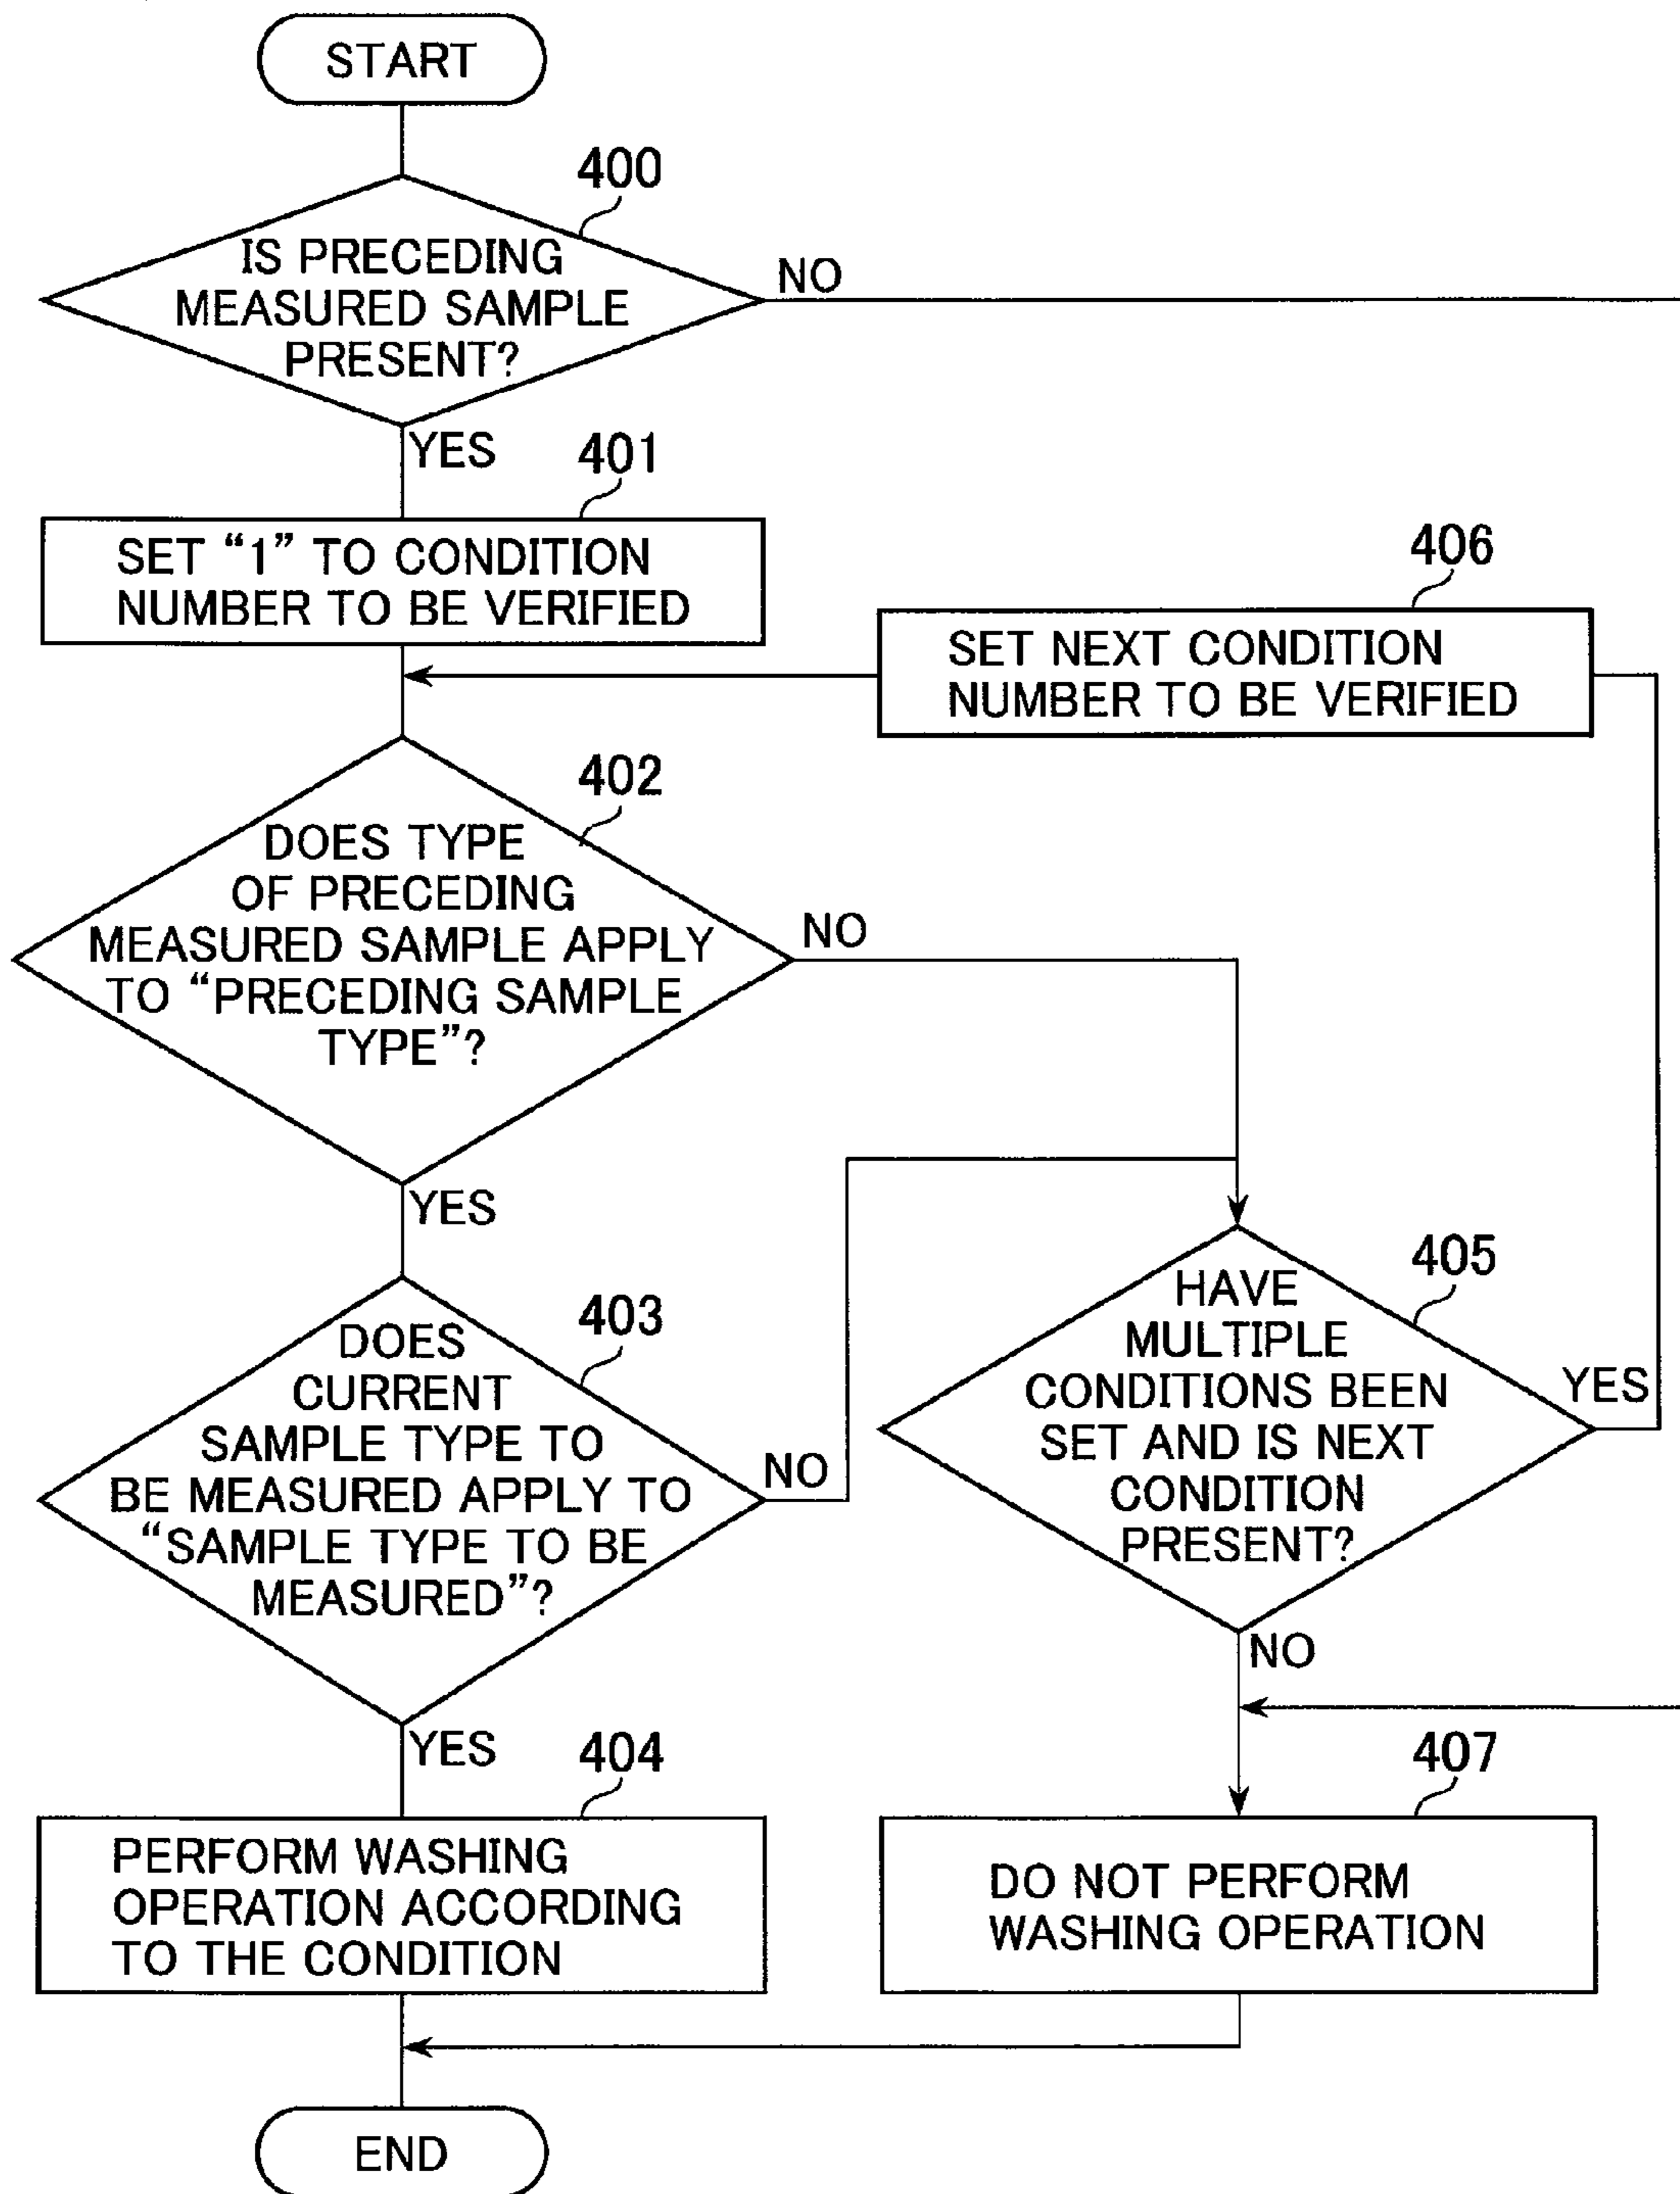 START
400
IS PRECEDING
MEASURED SAMPLE
PRESENT?
NO
YES
401
SET “1” TO CONDITION
NUMBER TO BE VERIFIED
406
SET NEXT CONDITION
NUMBER TO BE VERIFIED
402
DOES TYPE
OF PRECEDING
MEASURED SAMPLE APPLY
TO “PRECEDING SAMPLE
TYPE”?
NO
YES
403
DOES
CURRENT
SAMPLE TYPE TO
BE MEASURED APPLY TO
“SAMPLE TYPE TO BE
MEASURED”?
NO
YES
405
HAVE
MULTIPLE
CONDITIONS BEEN
SET AND IS NEXT
CONDITION
PRESENT?
YES
NO
404
PERFORM WASHING
OPERATION ACCORDING
TO THE CONDITION
407
DO NOT PERFORM
WASHING OPERATION
END